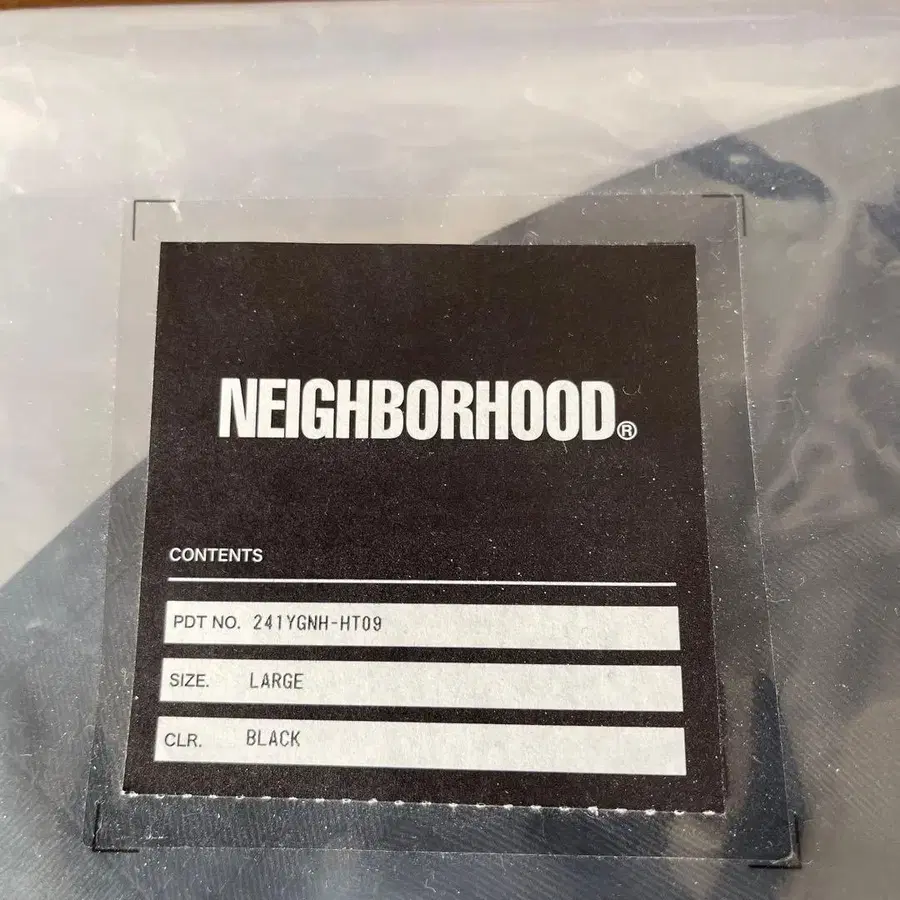 NEIGHBORHOOD®
CONTENTS
PDT NO. 241YGNH-HT09
SIZE. LARGE
CLR. BLACK